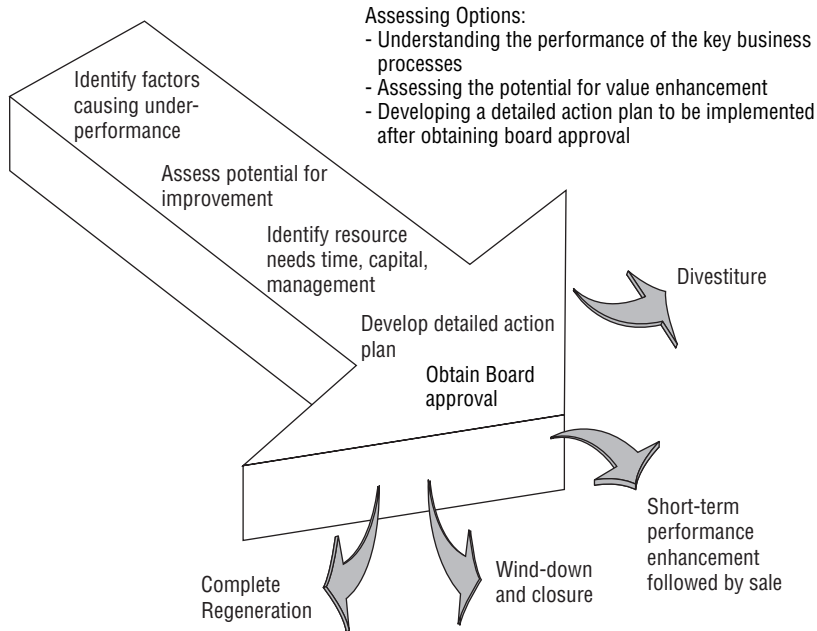 Assessing Options:
- Understanding the performance of the key business
processes
- Assessing the potential for value enhancement
- Developing a detailed action plan to be implemented
after obtaining board approval
Identify factors
causing under-
performance
Assess potential for
improvement
Identify resource
needs time, capital,
management
Develop detailed action
plan
Obtain Board
approval
Divestiture
Short-term
performance
enhancement
followed by sale
Wind-down
and closure
Complete
Regeneration